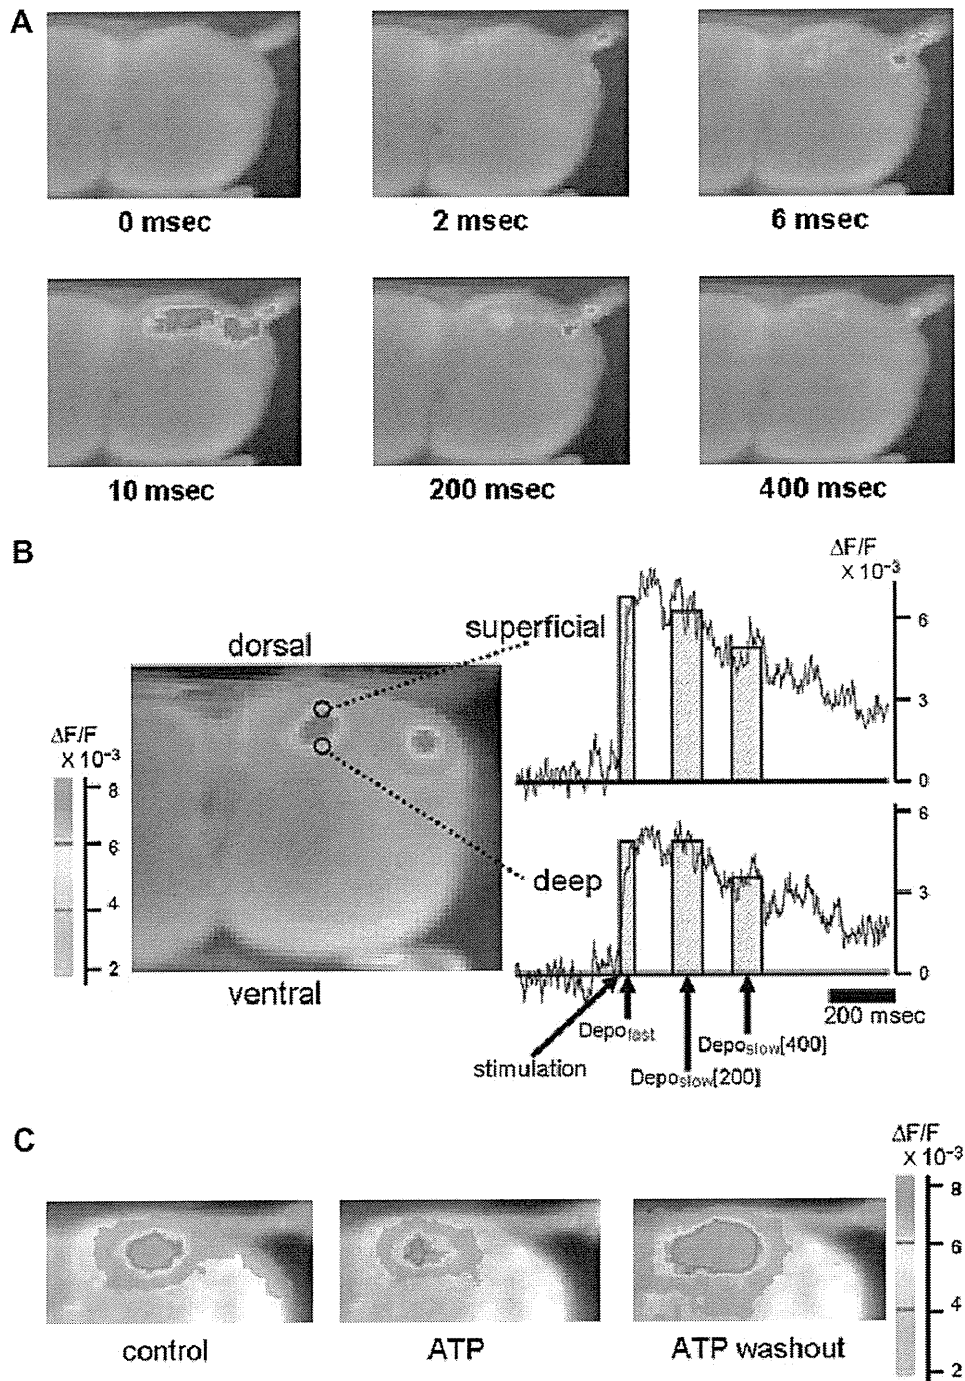 A
0 msec
2 msec
6 msec
10 msec
200 msec
400 msec
B
dorsal
superficial
deep
ventral
ΔF/F
× 10⁻³
8
6
4
2
ΔF/F
× 10⁻³
6
3
0
6
3
0
200 msec
stimulation
Depo_fast
Depo_slow[200]
Depo_slow[400]
C
control
ATP
ATP washout
ΔF/F
× 10⁻³
8
6
4
2